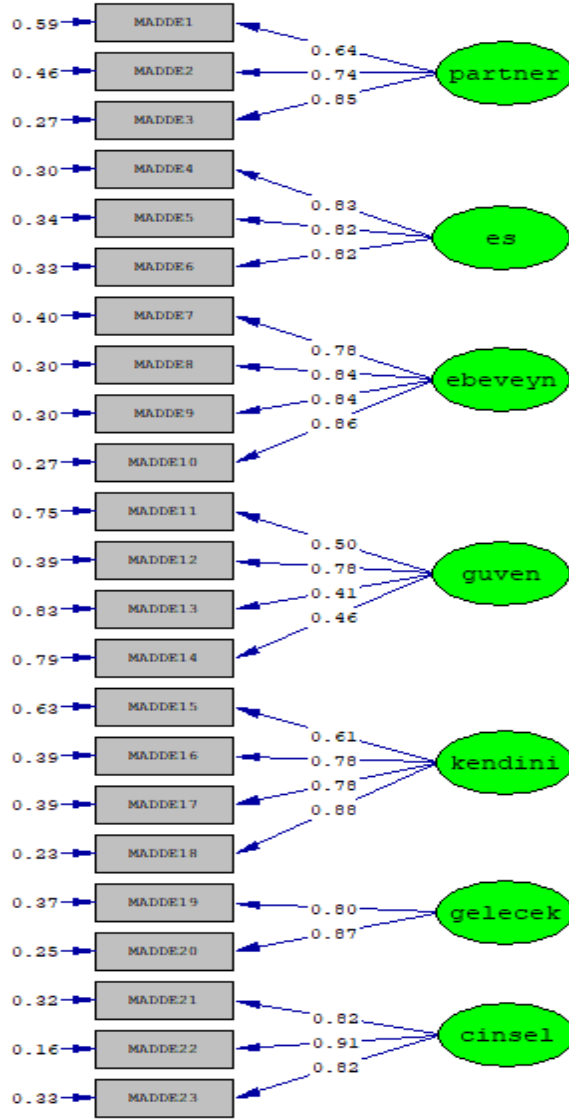 0.59 MADDE1
0.64
0.46 MADDE2 0.74 partner
0.85
0.27 MADDE3
0.30 MADDE4
0.83
0.34 MADDE5 0.82 es
0.82
0.33 MADDE6
0.40 MADDE7
0.78
0.30 MADDE8 0.84 ebeveyn
0.84
0.30 MADDE9
0.86
0.27 MADDE10
0.75 MADDE11
0.50
0.39 MADDE12 0.78 guven
0.41
0.83 MADDE13
0.46
0.79 MADDE14
0.63 MADDE15
0.61
0.39 MADDE16 0.78 kendini
0.78
0.39 MADDE17
0.88
0.23 MADDE18
0.37 MADDE19 0.80 gelecek
0.87
0.25 MADDE20
0.32 MADDE21
0.82
0.16 MADDE22 0.91 cinsel
0.82
0.33 MADDE23